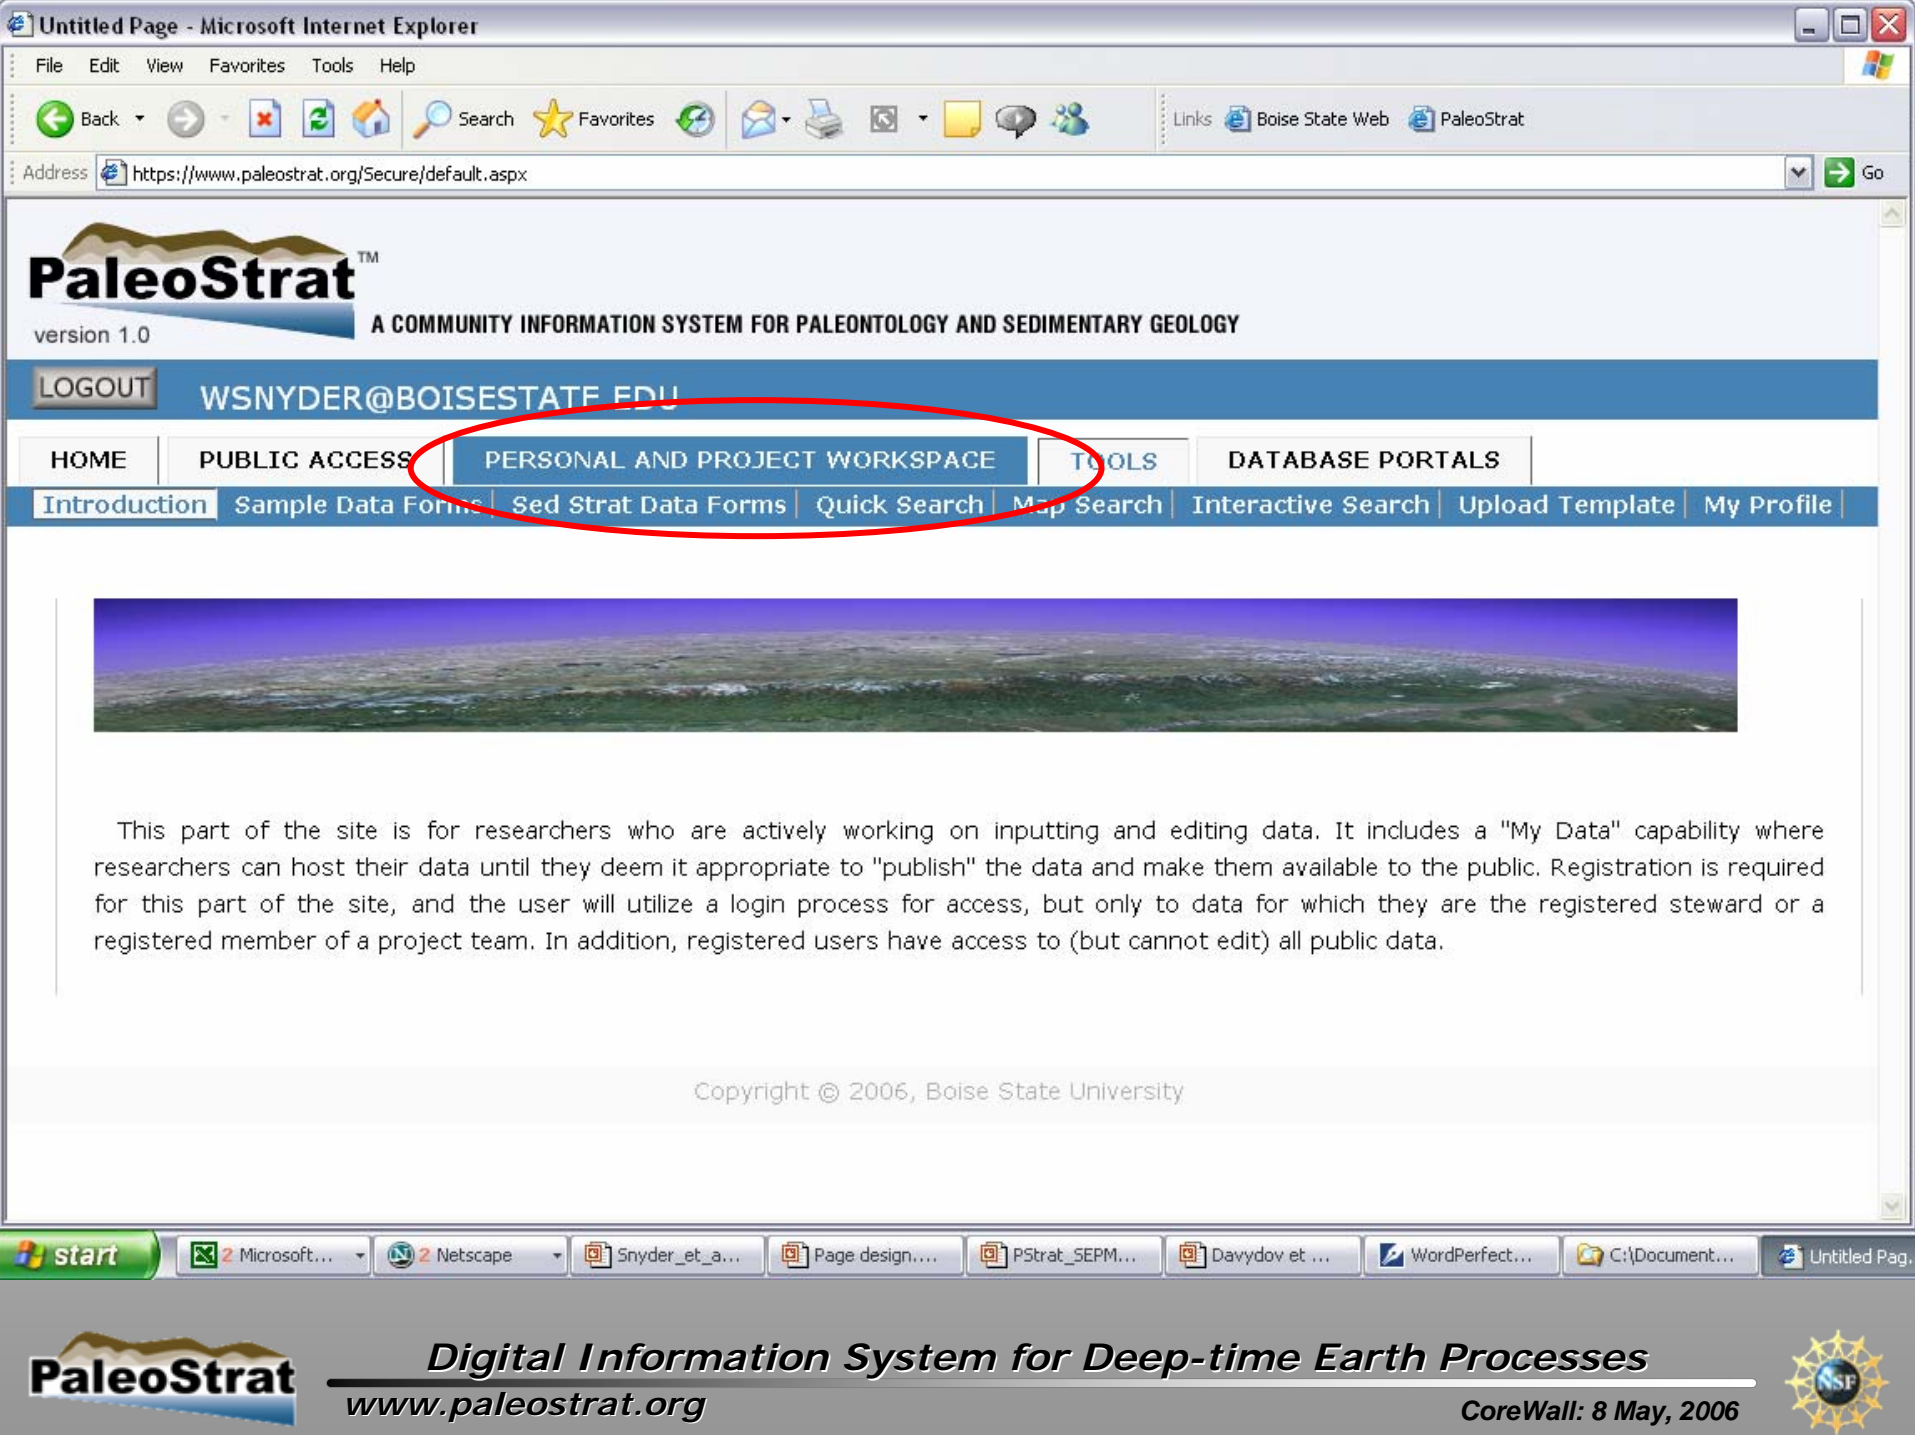 Untitled Page - Microsoft Internet Explorer
File Edit View Favorites Tools Help
Back Search Favorites Links Boise State Web PaleoStrat
Address https://www.paleostrat.org/Secure/default.aspx Go
PaleoStrat™
version 1.0
A COMMUNITY INFORMATION SYSTEM FOR PALEONTOLOGY AND SEDIMENTARY GEOLOGY
LOGOUT WSNYDER@BOISESTATE.EDU
HOME PUBLIC ACCESS PERSONAL AND PROJECT WORKSPACE TOOLS DATABASE PORTALS
Introduction Sample Data Forms Sed Strat Data Forms Quick Search Map Search Interactive Search Upload Template My Profile
This part of the site is for researchers who are actively working on inputting and editing data. It includes a "My Data" capability where
researchers can host their data until they deem it appropriate to "publish" the data and make them available to the public. Registration is required
for this part of the site, and the user will utilize a login process for access, but only to data for which they are the registered steward or a
registered member of a project team. In addition, registered users have access to (but cannot edit) all public data.
Copyright © 2006, Boise State University
start 2 Microsoft... 2 Netscape Snyder_et_a... Page design.... PStrat_SEPM... Davydov et ... WordPerfect... C:\Document... Untitled Pag.
PaleoStrat
Digital Information System for Deep-time Earth Processes
www.paleostrat.org
CoreWall: 8 May, 2006
NSF